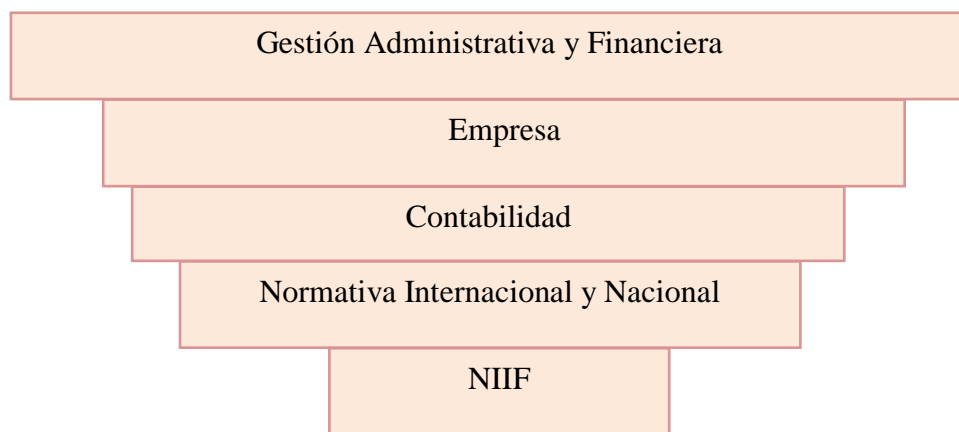 Gestión Administrativa y Financiera
Empresa
Contabilidad
Normativa Internacional y Nacional
NIIF